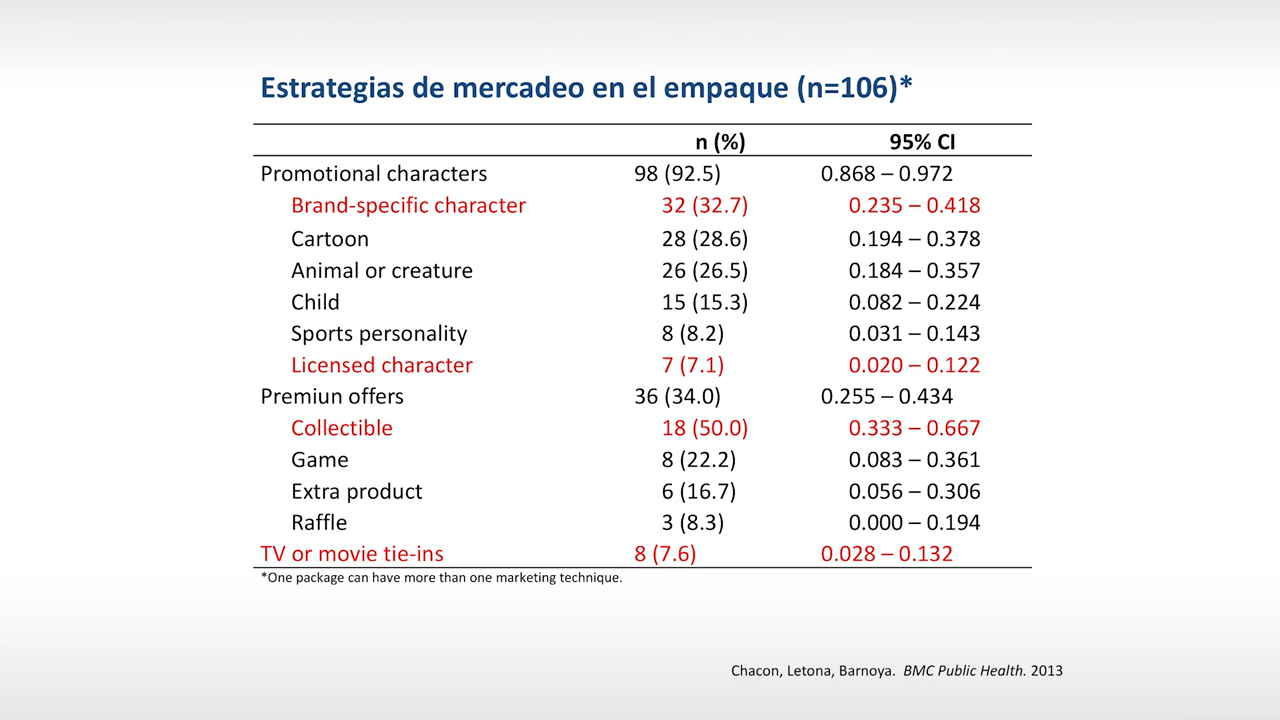 Estrategias de mercadeo en el empaque (n=106)*
n (%) 95% CI
Promotional characters 98 (92.5) 0.868 – 0.972
Brand-specific character 32 (32.7) 0.235 – 0.418
Cartoon 28 (28.6) 0.194 – 0.378
Animal or creature 26 (26.5) 0.184 – 0.357
Child 15 (15.3) 0.082 – 0.224
Sports personality 8 (8.2) 0.031 – 0.143
Licensed character 7 (7.1) 0.020 – 0.122
Premiun offers 36 (34.0) 0.255 – 0.434
Collectible 18 (50.0) 0.333 – 0.667
Game 8 (22.2) 0.083 – 0.361
Extra product 6 (16.7) 0.056 – 0.306
Raffle 3 (8.3) 0.000 – 0.194
TV or movie tie-ins 8 (7.6) 0.028 – 0.132
*One package can have more than one marketing technique.
Chacon, Letona, Barnoya. BMC Public Health. 2013